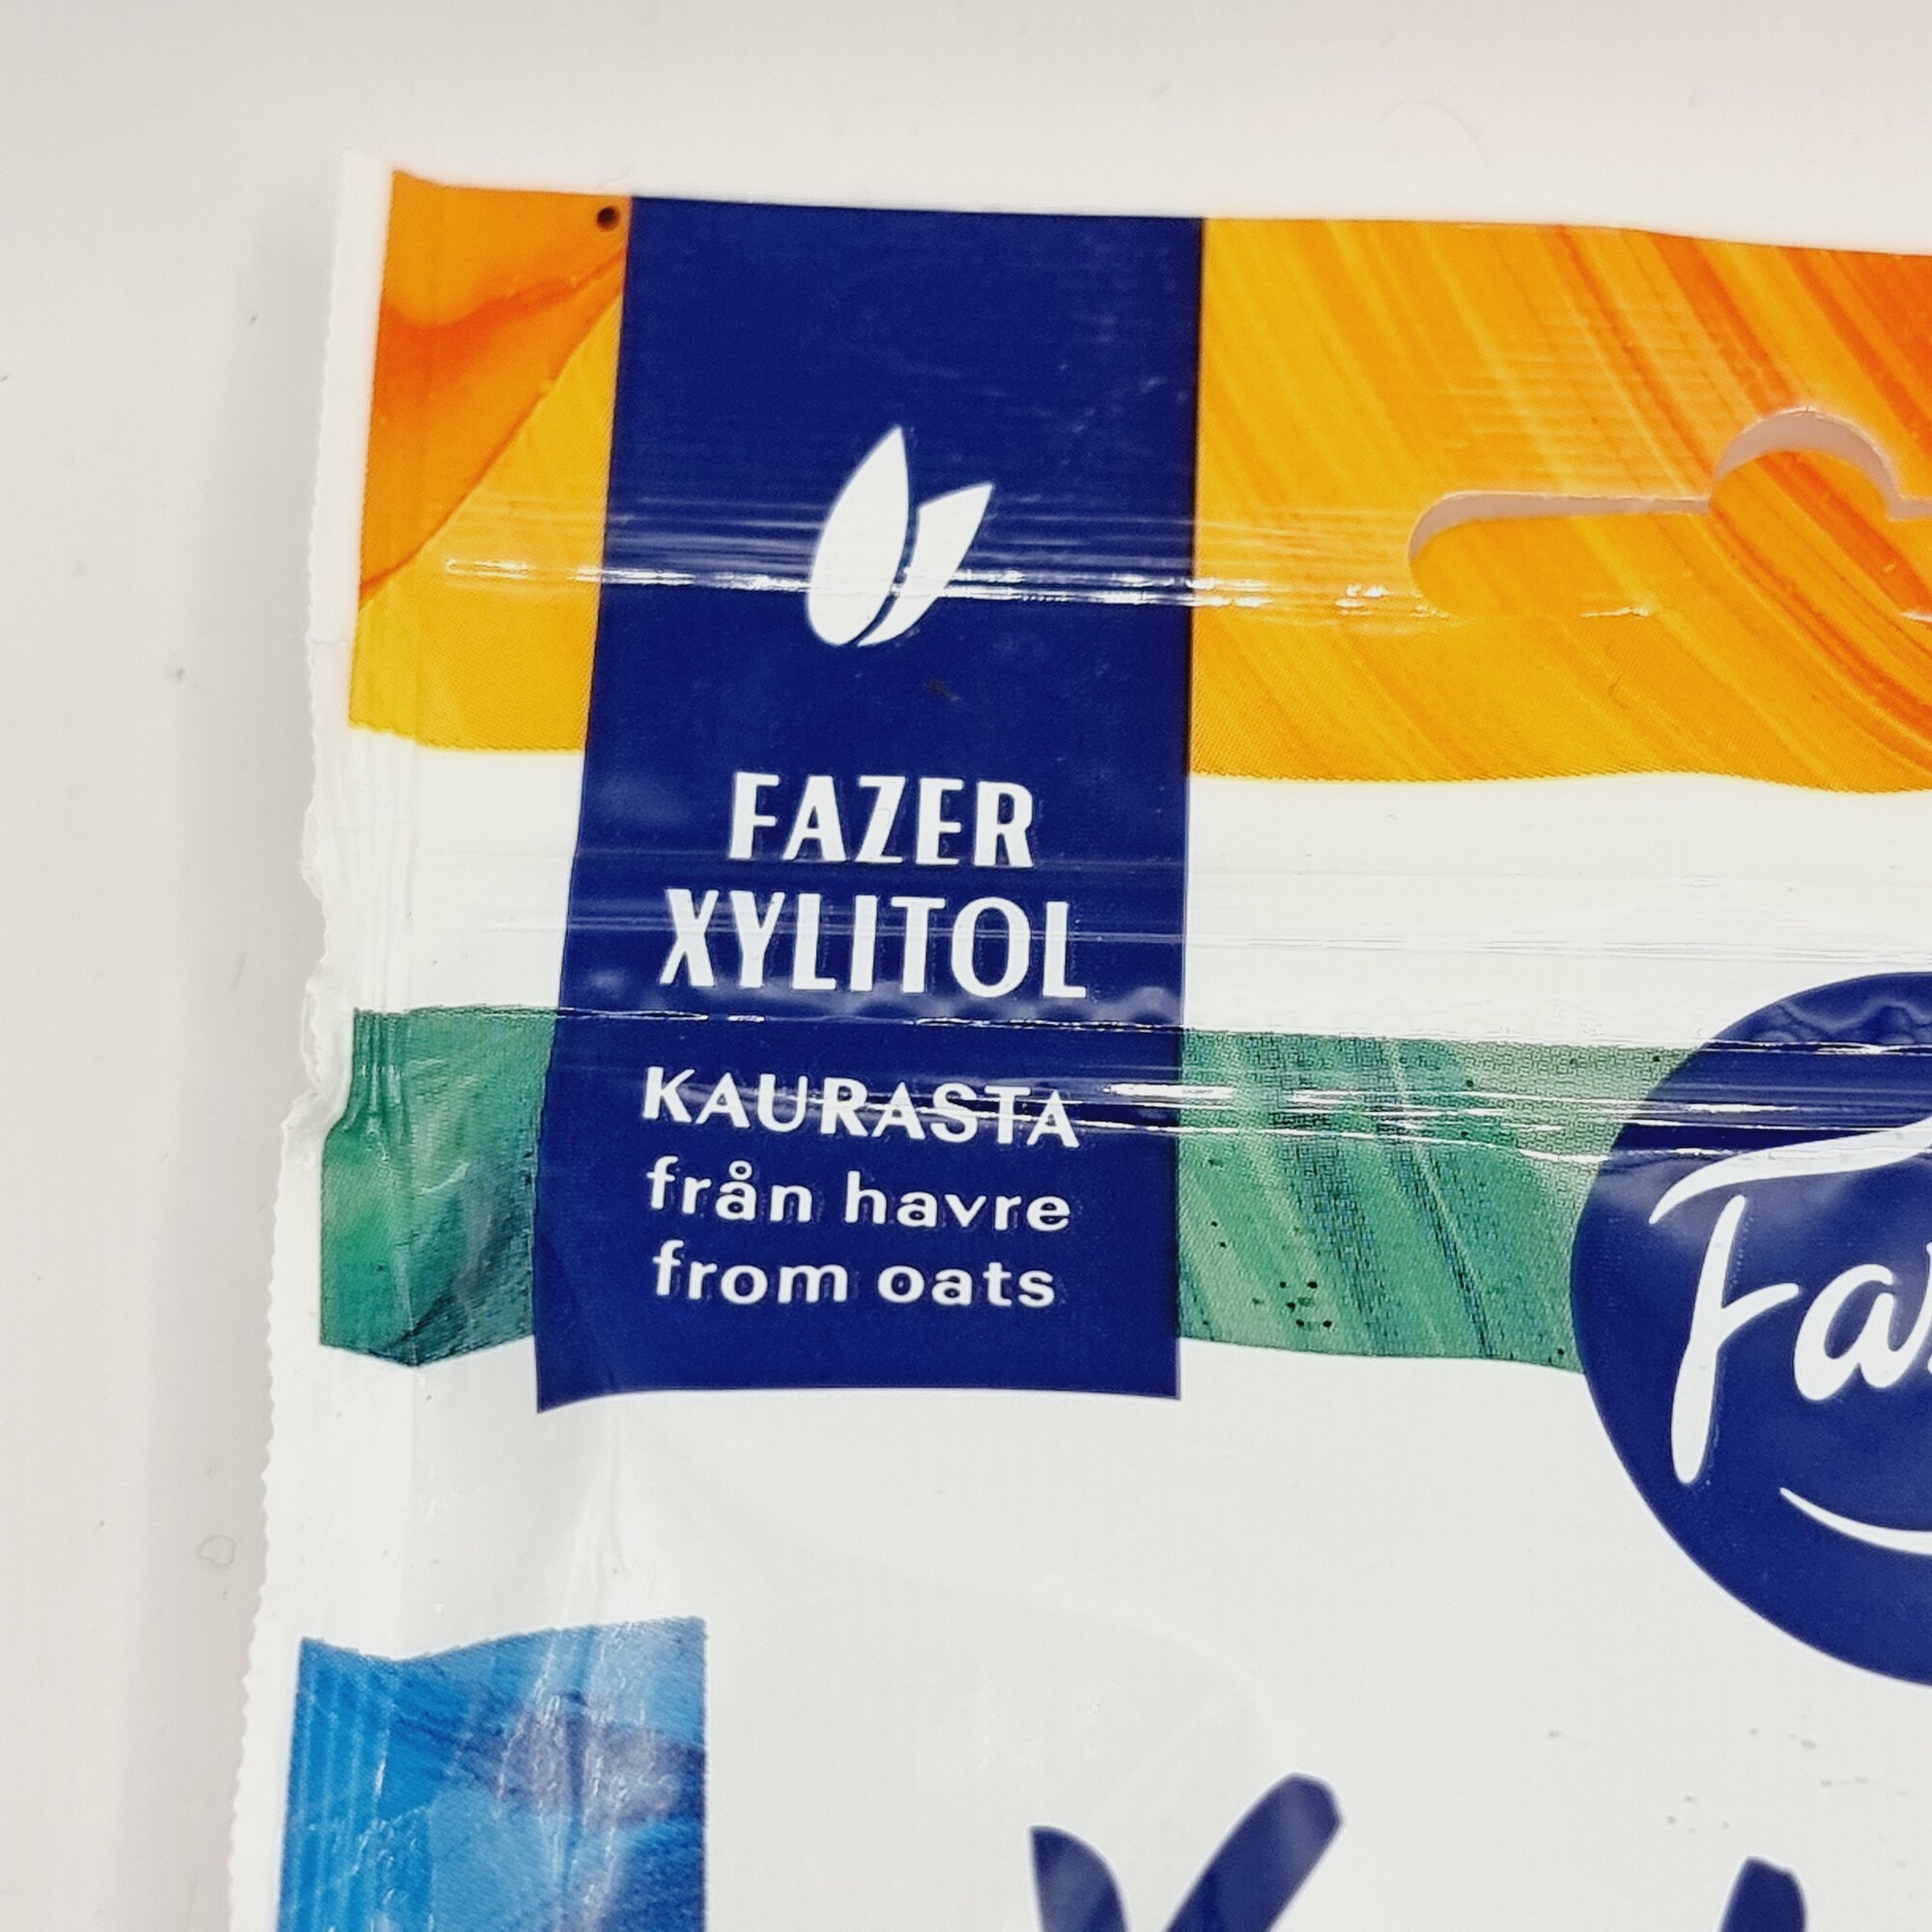 FAZER
XYLITOL
KAURASTA
från havre
from oats